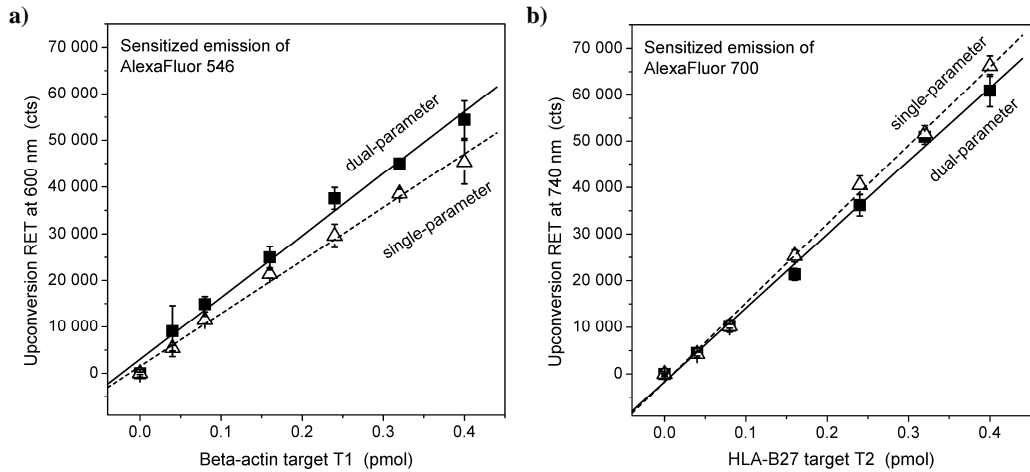 a)
Sensitized emission of
AlexaFluor 546
dual-parameter
single-parameter
Upconversion RET at 600 nm (cts)
70 000
60 000
50 000
40 000
30 000
20 000
10 000
0
0.0 0.1 0.2 0.3 0.4
Beta-actin target T1 (pmol)
b)
Sensitized emission of
AlexaFluor 700
single-parameter
dual-parameter
Upconversion RET at 740 nm (cts)
70 000
60 000
50 000
40 000
30 000
20 000
10 000
0
0.0 0.1 0.2 0.3 0.4
HLA-B27 target T2 (pmol)